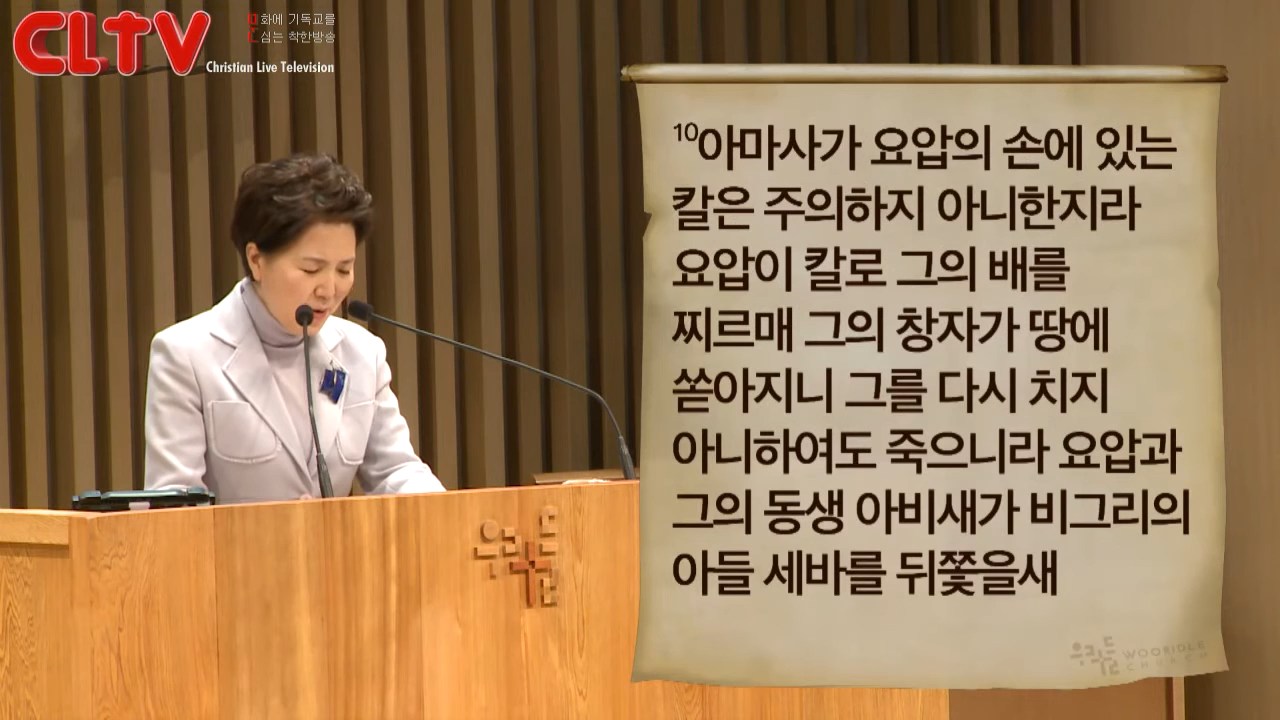 CLTV
문화에 기독교를
심는 착한방송
Christian Live Television
10아마사가 요압의 손에 있는
칼은 주의하지 아니한지라
요압이 칼로 그의 배를
찌르매 그의 창자가 땅에
쏟아지니 그를 다시 치지
아니하여도 죽으니라 요압과
그의 동생 아비새가 비그리의
아들 세바를 뒤쫓을새
우리들
우리들
WOORIDLE
CHURCH